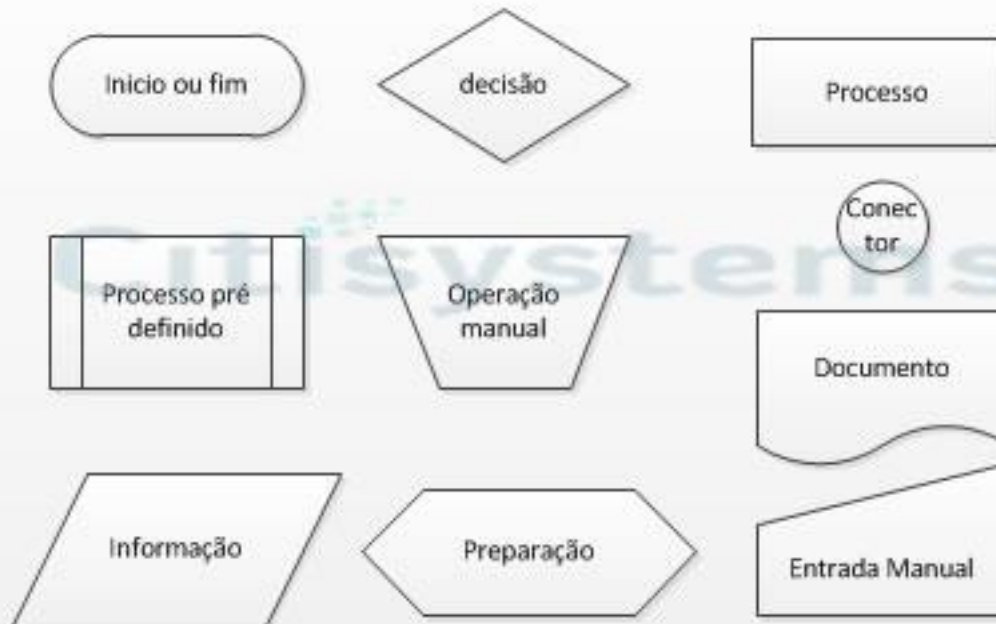 Inicio ou fim
decisão
Processo
Conec
tor
Citisystems
Processo pré
definido
Operação
manual
Documento
Informação
Preparação
Entrada Manual